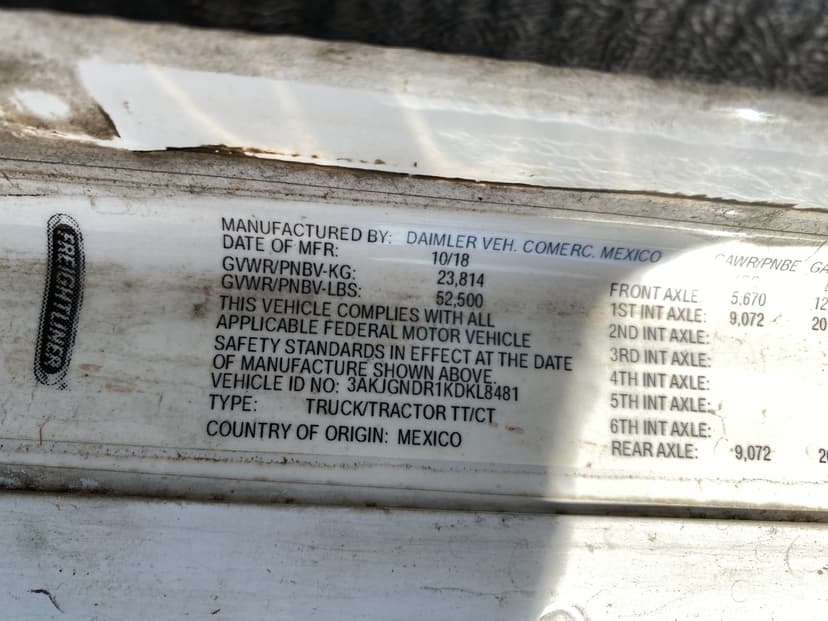 FREIGHTLINER
MANUFACTURED BY: DAIMLER VEH. COMERC. MEXICO
DATE OF MFR: 10/18
GVWR/PNBV-KG: 23,814
GVWR/PNBV-LBS: 52,500
THIS VEHICLE COMPLIES WITH ALL
APPLICABLE FEDERAL MOTOR VEHICLE
SAFETY STANDARDS IN EFFECT AT THE DATE
OF MANUFACTURE SHOWN ABOVE.
VEHICLE ID NO: 3AKJGNDR1KDKL8481
TYPE: TRUCK/TRACTOR TT/CT
COUNTRY OF ORIGIN: MEXICO
GAWR/PNBE GA
FRONT AXLE: 5,670 12
1ST INT AXLE: 9,072 20
2ND INT AXLE:
3RD INT AXLE:
4TH INT AXLE:
5TH INT AXLE:
6TH INT AXLE:
REAR AXLE: 9,072 20